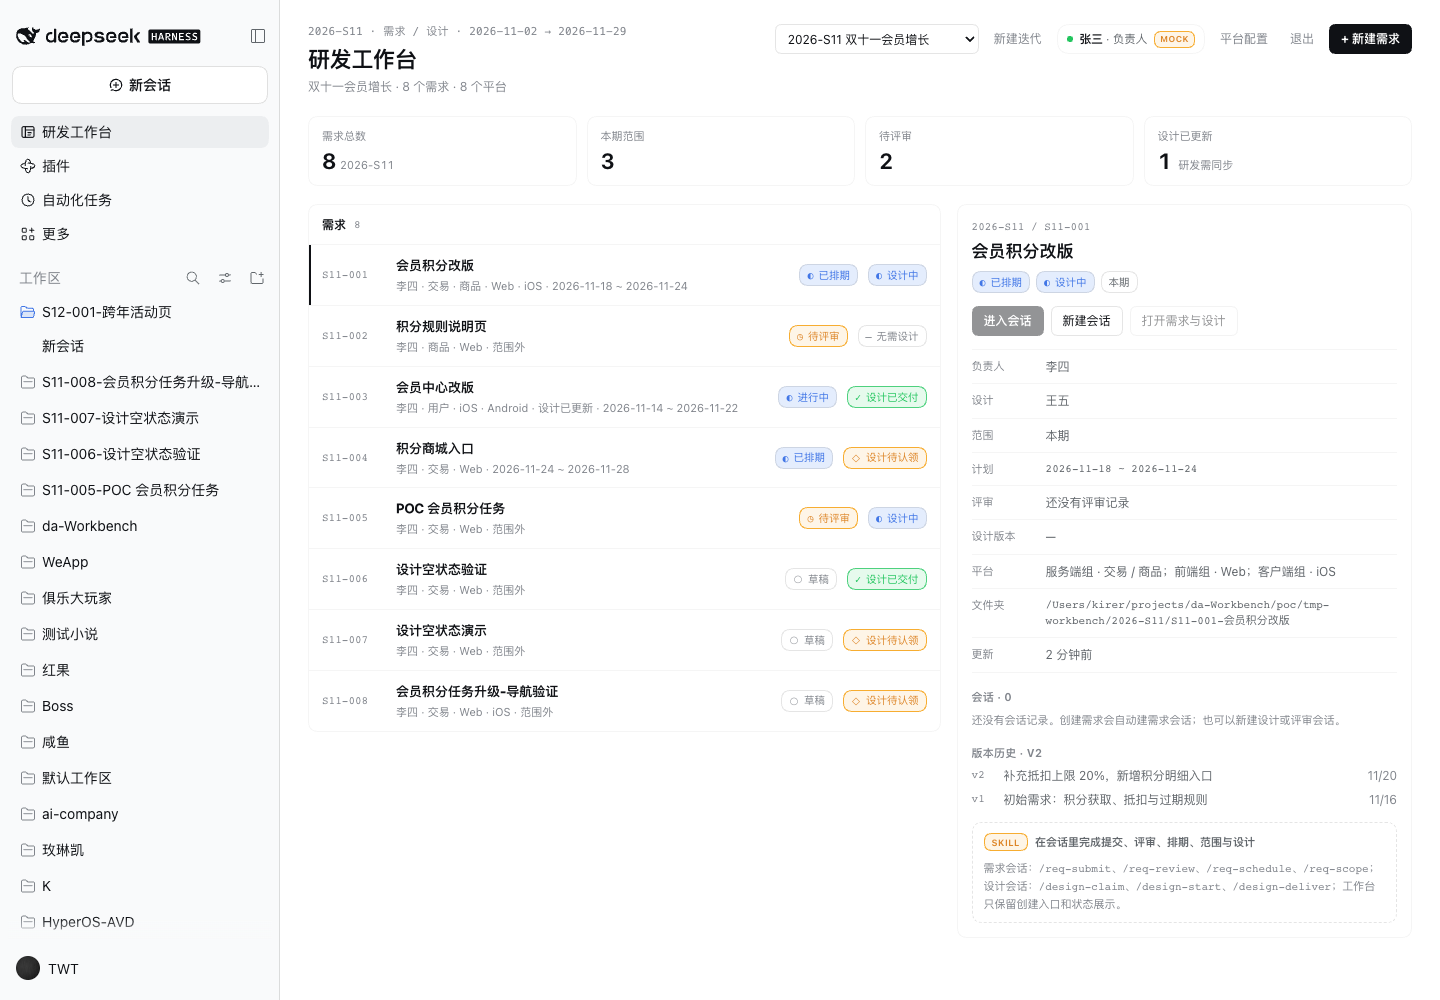 deepseek HARNESS
新会话
研发工作台
插件
自动化任务
更多
工作区
S12-001-跨年活动页
新会话
S11-008-会员积分任务升级-导航...
S11-007-设计空状态演示
S11-006-设计空状态验证
S11-005-POC 会员积分任务
da-Workbench
WeApp
俱乐大玩家
测试小说
红果
Boss
咸鱼
默认工作区
ai-company
玫琳凯
K
HyperOS-AVD
TWT
2026-S11 · 需求 / 设计 · 2026-11-02 → 2026-11-29
研发工作台
双十一会员增长 · 8 个需求 · 8 个平台
2026-S11 双十一会员增长
新建迭代
张三 · 负责人 MOCK
平台配置
退出
+ 新建需求
需求总数
8 2026-S11
本期范围
3
待评审
2
设计已更新
1 研发需同步
需求 8
S11-001
会员积分改版
李四 · 交易 · 商品 · Web · iOS · 2026-11-18 ~ 2026-11-24
已排期
设计中
S11-002
积分规则说明页
李四 · 商品 · Web · 范围外
待评审
— 无需设计
S11-003
会员中心改版
李四 · 用户 · iOS · Android · 设计已更新 · 2026-11-14 ~ 2026-11-22
进行中
✓ 设计已交付
S11-004
积分商城入口
李四 · 交易 · Web · 2026-11-24 ~ 2026-11-28
已排期
◇ 设计待认领
S11-005
POC 会员积分任务
李四 · 交易 · Web · 范围外
待评审
设计中
S11-006
设计空状态验证
李四 · 交易 · Web · 范围外
草稿
✓ 设计已交付
S11-007
设计空状态演示
李四 · 交易 · Web · 范围外
草稿
◇ 设计待认领
S11-008
会员积分任务升级-导航验证
李四 · 交易 · Web · iOS · 范围外
草稿
◇ 设计待认领
2026-S11 / S11-001
会员积分改版
已排期
设计中
本期
进入会话
新建会话
打开需求与设计
负责人 李四
设计 王五
范围 本期
计划 2026-11-18 ~ 2026-11-24
评审 还没有评审记录
设计版本 —
平台 服务端组 · 交易 / 商品；前端组 · Web；客户端组 · iOS
文件夹 /Users/kirer/projects/da-Workbench/poc/tmp-
workbench/2026-S11/S11-001-会员积分改版
更新 2 分钟前
会话 · 0
还没有会话记录。创建需求会自动建需求会话；也可以新建设计或评审会话。
版本历史 · V2
v2 补充抵扣上限 20%，新增积分明细入口 11/20
v1 初始需求：积分获取、抵扣与过期规则 11/16
SKILL 在会话里完成提交、评审、排期、范围与设计
需求会话：/req-submit、/req-review、/req-schedule、/req-scope；
设计会话：/design-claim、/design-start、/design-deliver；工作台
只保留创建入口和状态展示。